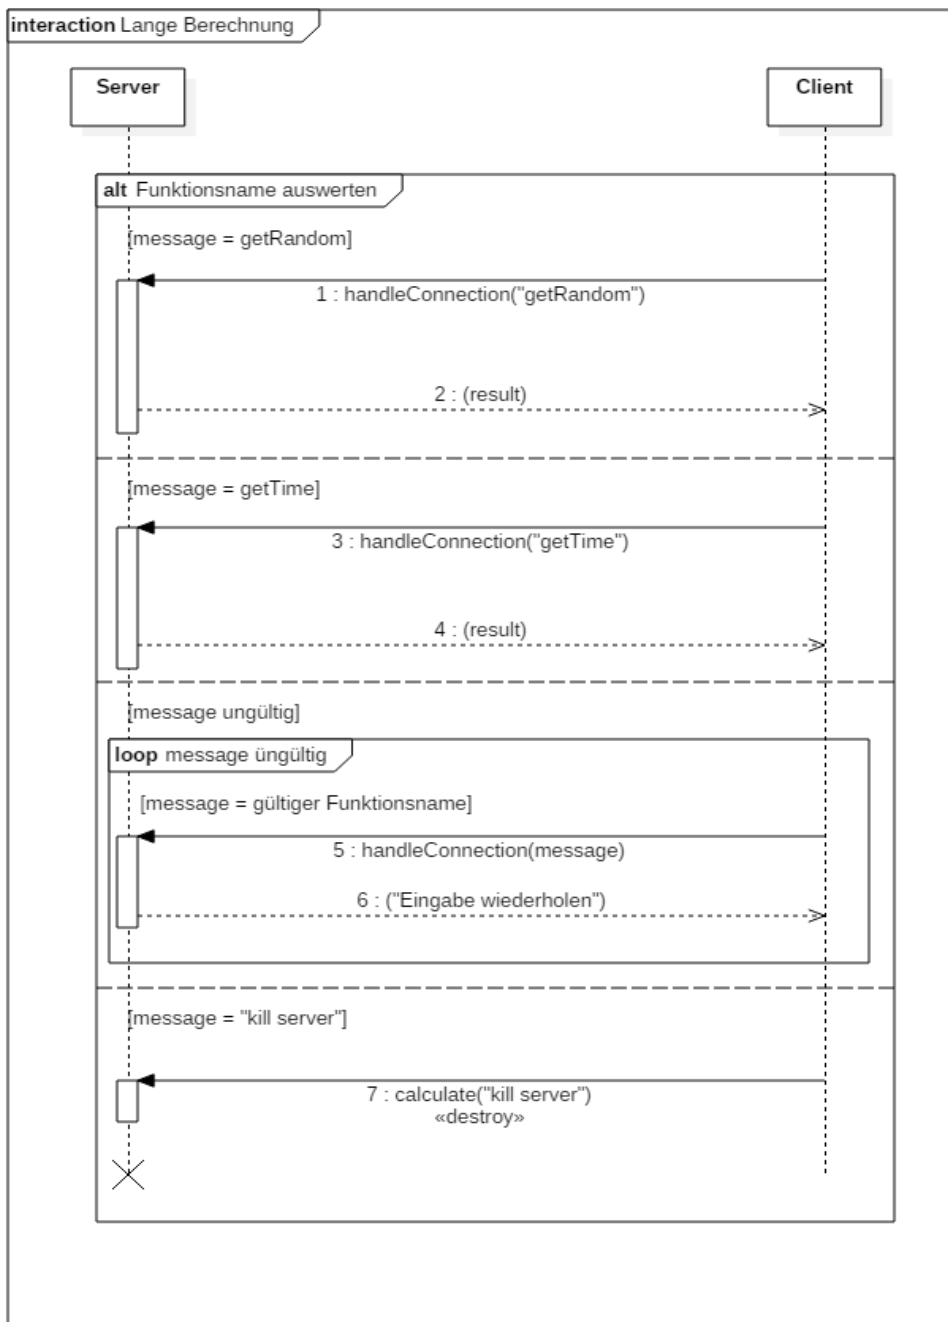 interaction Lange Berechnung
Server
Client
alt Funktionsname auswerten
[message = getRandom]
1 : handleConnection("getRandom")
2 : (result)
[message = getTime]
3 : handleConnection("getTime")
4 : (result)
[message ungültig]
loop message üngültig
[message = gültiger Funktionsname]
5 : handleConnection(message)
6 : ("Eingabe wiederholen")
[message = "kill server"]
7 : calculate("kill server")
«destroy»